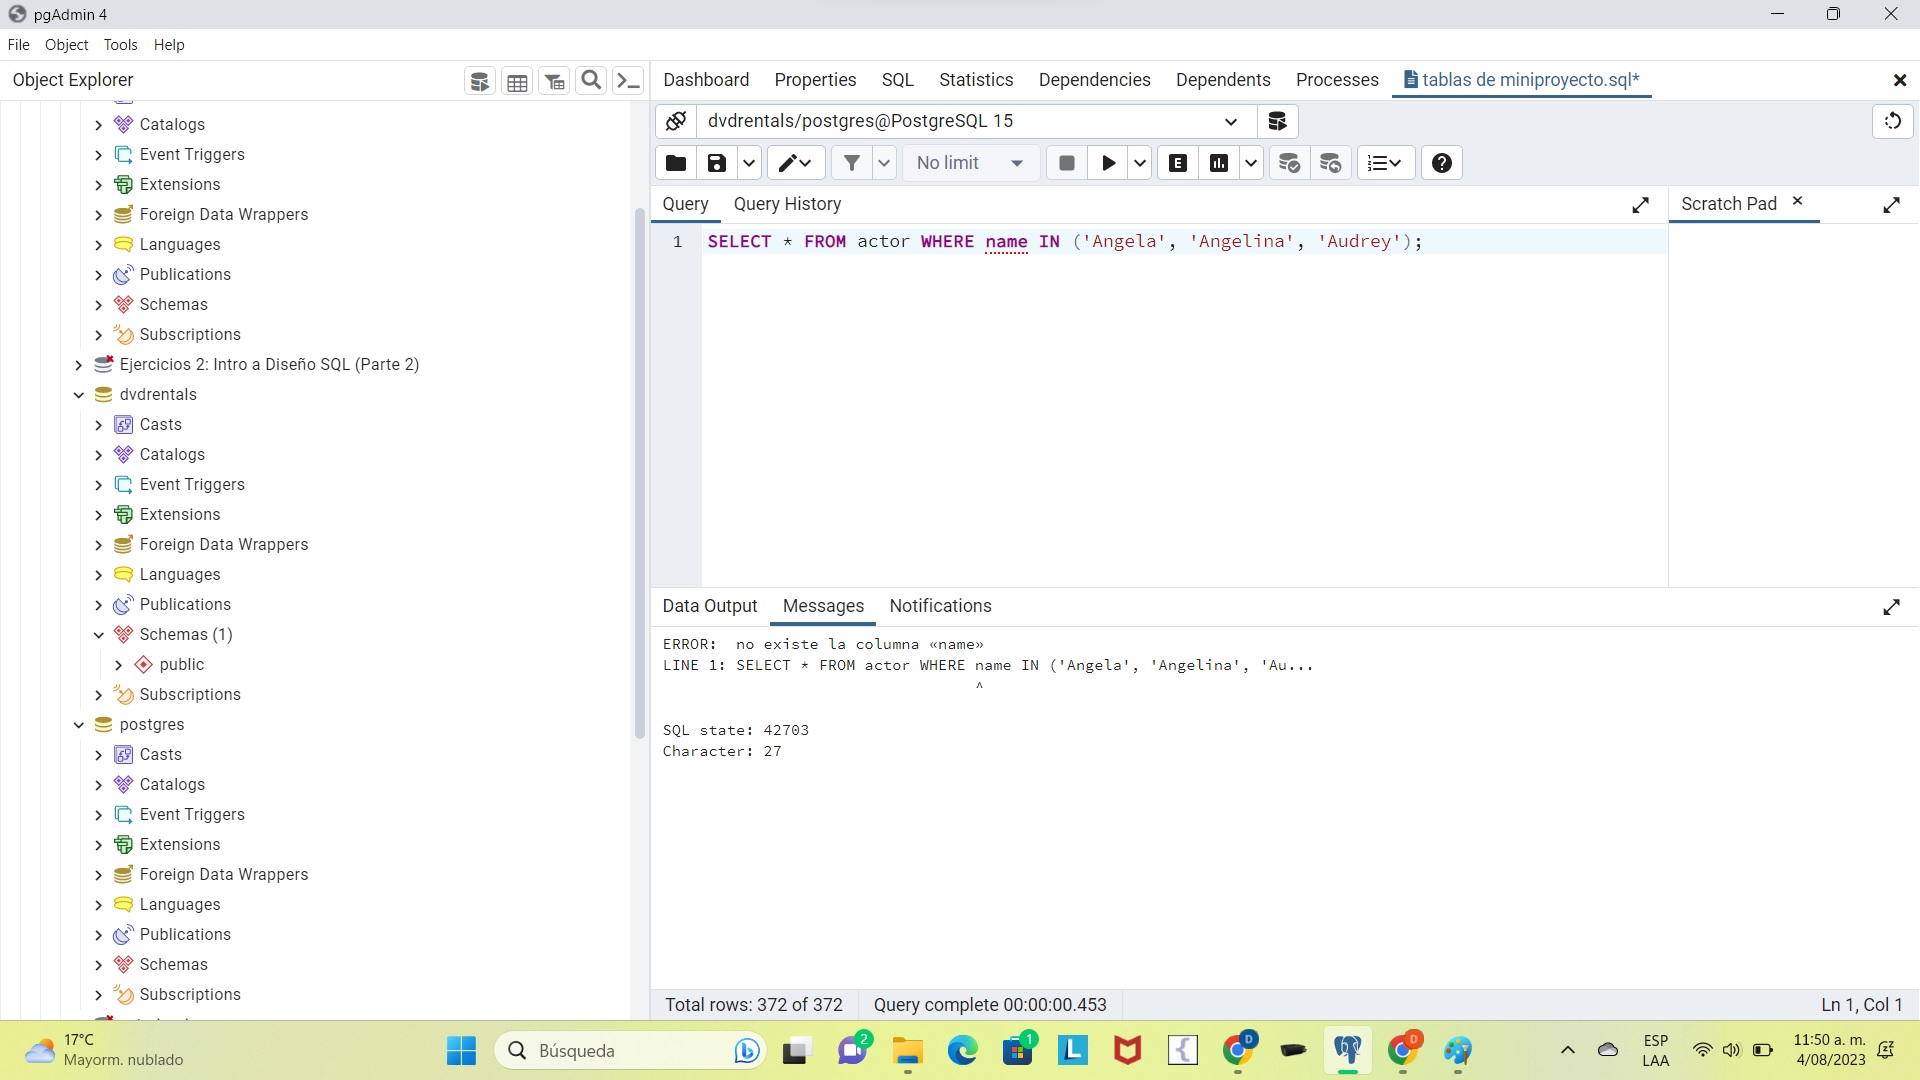 pgAdmin 4
File Object Tools Help
Object Explorer
Dashboard Properties SQL Statistics Dependencies Dependents Processes tablas de miniproyecto.sql*
dvdrentals/postgres@PostgreSQL 15
No limit
E
Query Query History
Scratch Pad
1 SELECT * FROM actor WHERE name IN ('Angela', 'Angelina', 'Audrey');
Catalogs
Event Triggers
Extensions
Foreign Data Wrappers
Languages
Publications
Schemas
Subscriptions
Ejercicios 2: Intro a Diseño SQL (Parte 2)
dvdrentals
Casts
Catalogs
Event Triggers
Extensions
Foreign Data Wrappers
Languages
Publications
Schemas (1)
public
Subscriptions
postgres
Casts
Catalogs
Event Triggers
Extensions
Foreign Data Wrappers
Languages
Publications
Schemas
Subscriptions
Data Output Messages Notifications
ERROR:  no existe la columna «name»
LINE 1: SELECT * FROM actor WHERE name IN ('Angela', 'Angelina', 'Au...
^
SQL state: 42703
Character: 27
Total rows: 372 of 372 Query complete 00:00:00.453 Ln 1, Col 1
17°C
Mayorm. nublado
Búsqueda
2
1
L
D
D
ESP
LAA
11:50 a. m.
4/08/2023